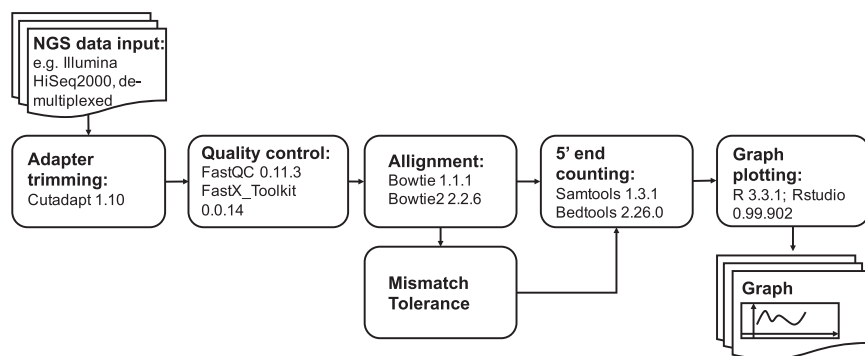 NGS data input:
e.g. Illumina
HiSeq2000, de-
multiplexed
Adapter
trimming:
Cutadapt 1.10
Quality control:
FastQC 0.11.3
FastX_Toolkit
0.0.14
Allignment:
Bowtie 1.1.1
Bowtie2 2.2.6
5' end
counting:
Samtools 1.3.1
Bedtools 2.26.0
Graph
plotting:
R 3.3.1; Rstudio
0.99.902
Mismatch
Tolerance
Graph